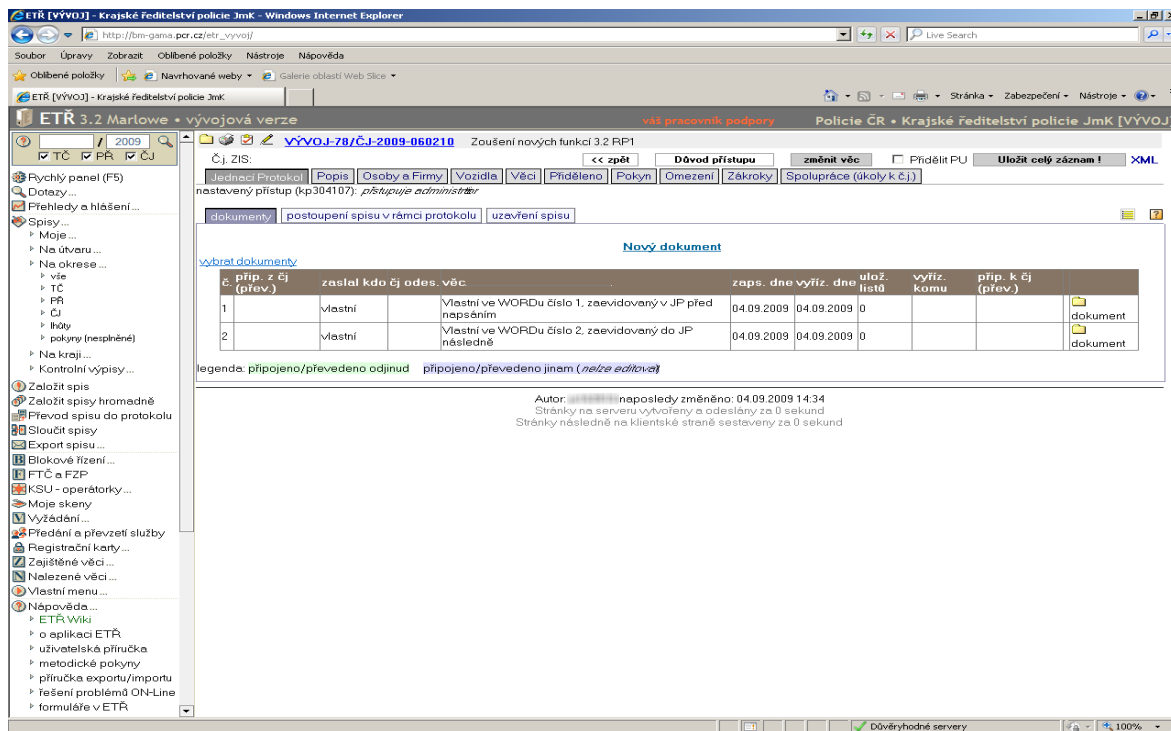 ETŘ [VÝVOJ] - Krajské ředitelství policie JmK - Windows Internet Explorer
http://bm-gama.pcr.cz/etr_vyvoj/
Live Search
Soubor Úpravy Zobrazit Oblíbené položky Nástroje Nápověda
Oblíbené položky Navrhované weby Galerie oblastí Web Slice
ETŘ [VÝVOJ] - Krajské ředitelství policie JmK
Stránka Zabezpečení Nástroje
ETŘ 3.2 Marlowe • vývojová verze
váš pracovník podpory
Policie ČR • Krajské ředitelství policie JmK [VÝVOJ]
/ 2009
TČ PŘ ČJ
Rychlý panel (F5)
Dotazy...
Přehledy a hlášení...
Spisy...
Moje...
Na útvaru...
Na okrese...
vše
TČ
PŘ
ČJ
lhůty
pokyny (nesplněné)
Na kraji...
Kontrolní výpisy...
Založit spis
Založit spisy hromadně
Převod spisu do protokolu
Sloučit spisy
Export spisu...
Blokové řízení...
FTČ a FZP
KSU - operátorky...
Moje skeny
Vyžádání...
Předání a převzetí služby
Registrační karty...
Zajištěné věci...
Nalezené věci...
Vlastní menu...
Nápověda...
ETŘ Wiki
o aplikaci ETŘ
uživatelská příručka
metodické pokyny
příručka exportu/importu
řešení problémů ON-Line
formuláře v ETŘ
VÝVOJ-78/ČJ-2009-060210 Zoušení nových funkcí 3.2 RP1
Č.j. ZIS: << zpět Důvod přístupu změnit věc Přidělit PU Uložit celý záznam ! XML
Jednací Protokol Popis Osoby a Firmy Vozidla Věci Přiděleno Pokyn Omezení Zákroky Spolupráce (úkoly k č.j.)
nastavený přístup (kp304107): přistupuje administrátor
dokumenty postoupení spisu v rámci protokolu uzavření spisu
Nový dokument
vybrat dokumenty
č. přip. z čj (přev.) zaslal kdo čj odes. věc zaps. dne vyříz. dne ulož. listů vyříz. komu přip. k čj (přev.)
1 vlastní Vlastní ve WORDu číslo 1, zaevidovaný v JP před napsáním 04.09.2009 04.09.2009 0 dokument
2 vlastní Vlastní ve WORDu číslo 2, zaevidovaný do JP následně 04.09.2009 04.09.2009 0 dokument
legenda: připojeno/převedeno odjinud připojeno/převedeno jinam (nelze editovat)
Autor: naposledy změněno: 04.09.2009 14:34
Stránky na serveru vytvořeny a odeslány za 0 sekund
Stránky následně na klientské straně sestaveny za 0 sekund
Důvěryhodné servery
100%